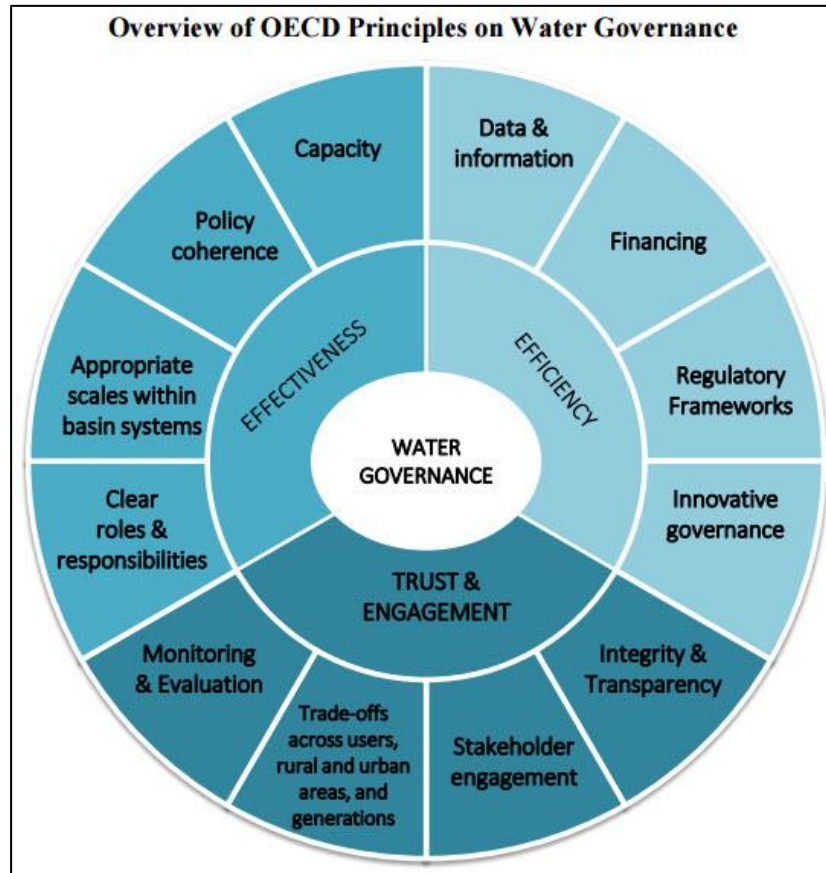 Overview of OECD Principles on Water Governance
Capacity
Data &
information
Policy
coherence
Financing
Appropriate
scales within
basin systems
Regulatory
Frameworks
EFFECTIVENESS
EFFICIENCY
WATER
GOVERNANCE
Clear
roles &
responsibilities
Innovative
governance
TRUST &
ENGAGEMENT
Monitoring
& Evaluation
Integrity &
Transparency
Trade-offs
across users,
rural and urban
areas, and
generations
Stakeholder
engagement